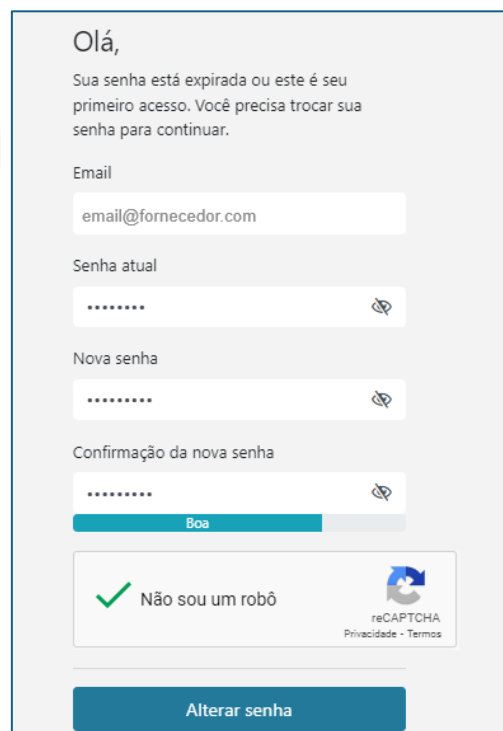 Olá,
Sua senha está expirada ou este é seu
primeiro acesso. Você precisa trocar sua
senha para continuar.
Email
email@fornecedor.com
Senha atual
••••••••
Nova senha
•••••••••
Confirmação da nova senha
•••••••••
Boa
Não sou um robô
reCAPTCHA
Privacidade - Termos
Alterar senha